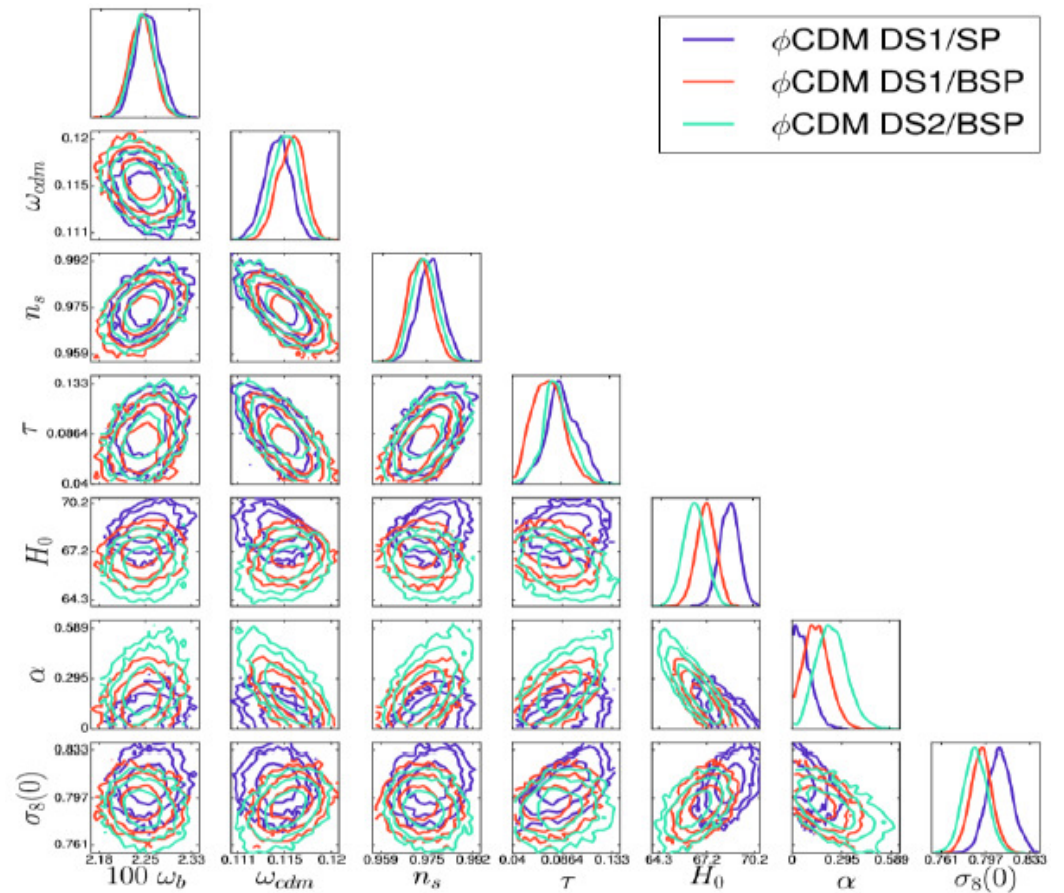 ϕCDM DS1/SP
ϕCDM DS1/BSP
ϕCDM DS2/BSP
0.12
0.115
0.111
ω_cdm
0.992
0.975
0.959
n_s
0.133
0.0864
0.04
τ
70.2
67.2
64.3
H_0
0.589
0.295
0
α
0.833
0.797
0.761
σ_8(0)
2.18 2.25 2.33
0.111 0.115 0.12
0.959 0.975 0.992
0.04 0.0864 0.133
64.3 67.2 70.2
0 0.295 0.589
0.761 0.797 0.833
100 ω_b
ω_cdm
n_s
τ
H_0
α
σ_8(0)